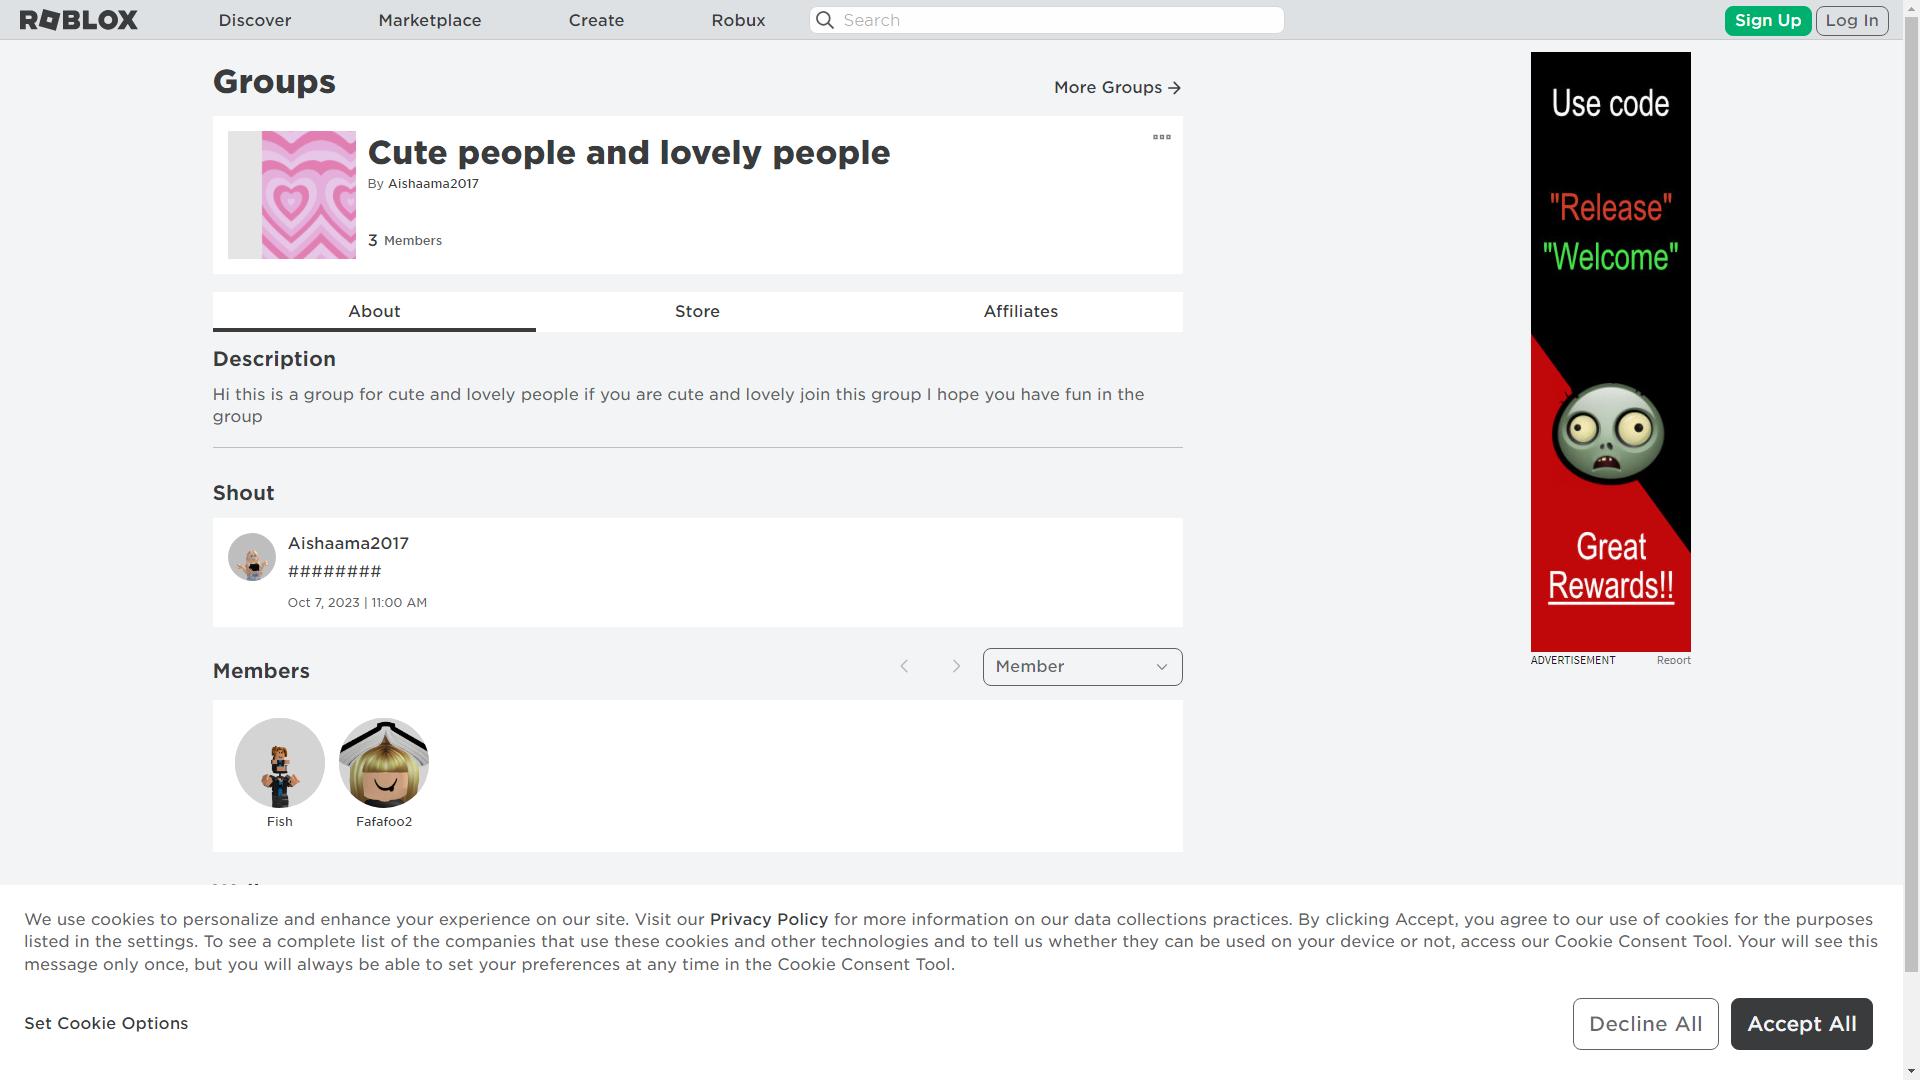 ROBLOX
Discover
Marketplace
Create
Robux
Search
Sign Up
Log In
Groups
More Groups
Cute people and lovely people
By Aishaama2017
3 Members
About
Store
Affiliates
Description
Hi this is a group for cute and lovely people if you are cute and lovely join this group I hope you have fun in the
group
Shout
Aishaama2017
########
Oct 7, 2023 | 11:00 AM
Members
Member
Fish
Fafafoo2
Use code
"Release"
"Welcome"
Great
Rewards!!
ADVERTISEMENT
Report
We use cookies to personalize and enhance your experience on our site. Visit our Privacy Policy for more information on our data collections practices. By clicking Accept, you agree to our use of cookies for the purposes
listed in the settings. To see a complete list of the companies that use these cookies and other technologies and to tell us whether they can be used on your device or not, access our Cookie Consent Tool. Your will see this
message only once, but you will always be able to set your preferences at any time in the Cookie Consent Tool.
Set Cookie Options
Decline All
Accept All